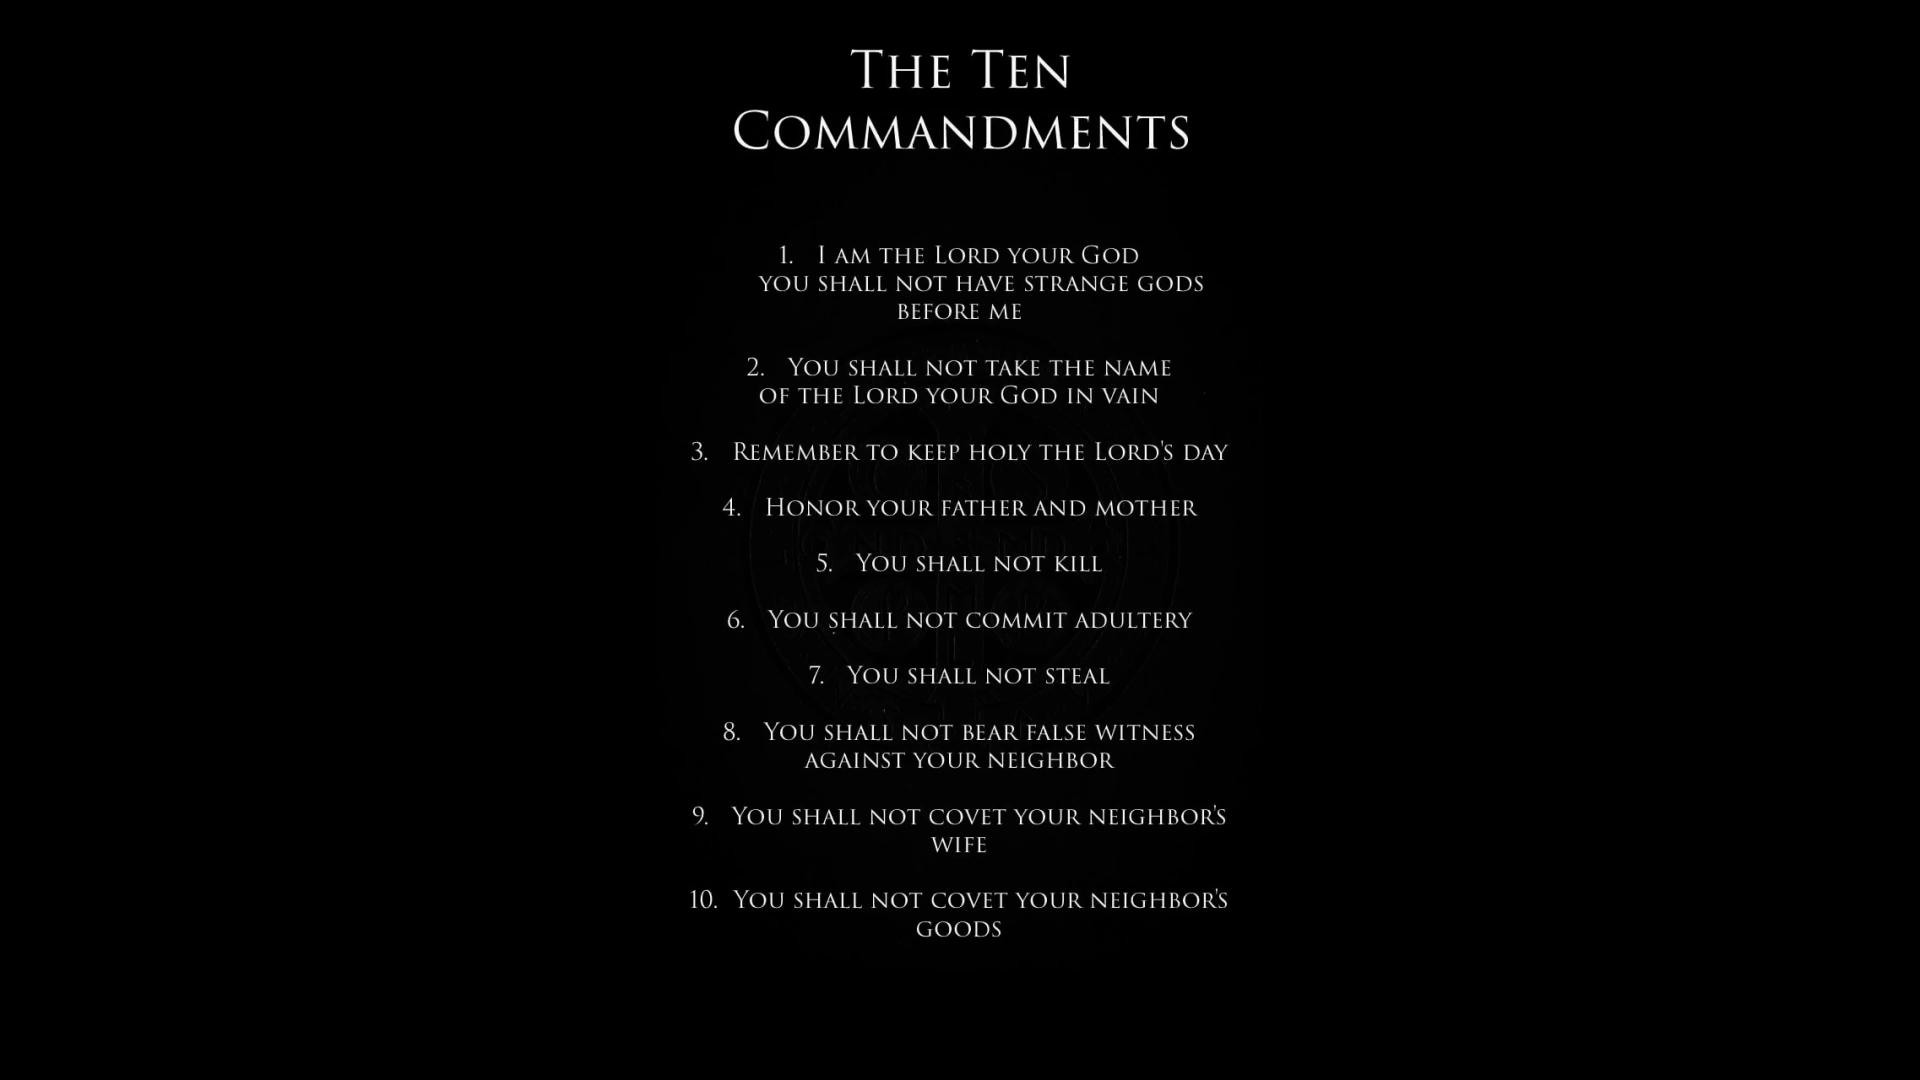 The Ten
Commandments
1. I am the Lord your God
you shall not have strange gods
before me
2. You shall not take the name
of the Lord your God in vain
3. Remember to keep holy the Lord's day
4. Honor your father and mother
5. You shall not kill
6. You shall not commit adultery
7. You shall not steal
8. You shall not bear false witness
against your neighbor
9. You shall not covet your neighbor's
wife
10. You shall not covet your neighbor's
goods